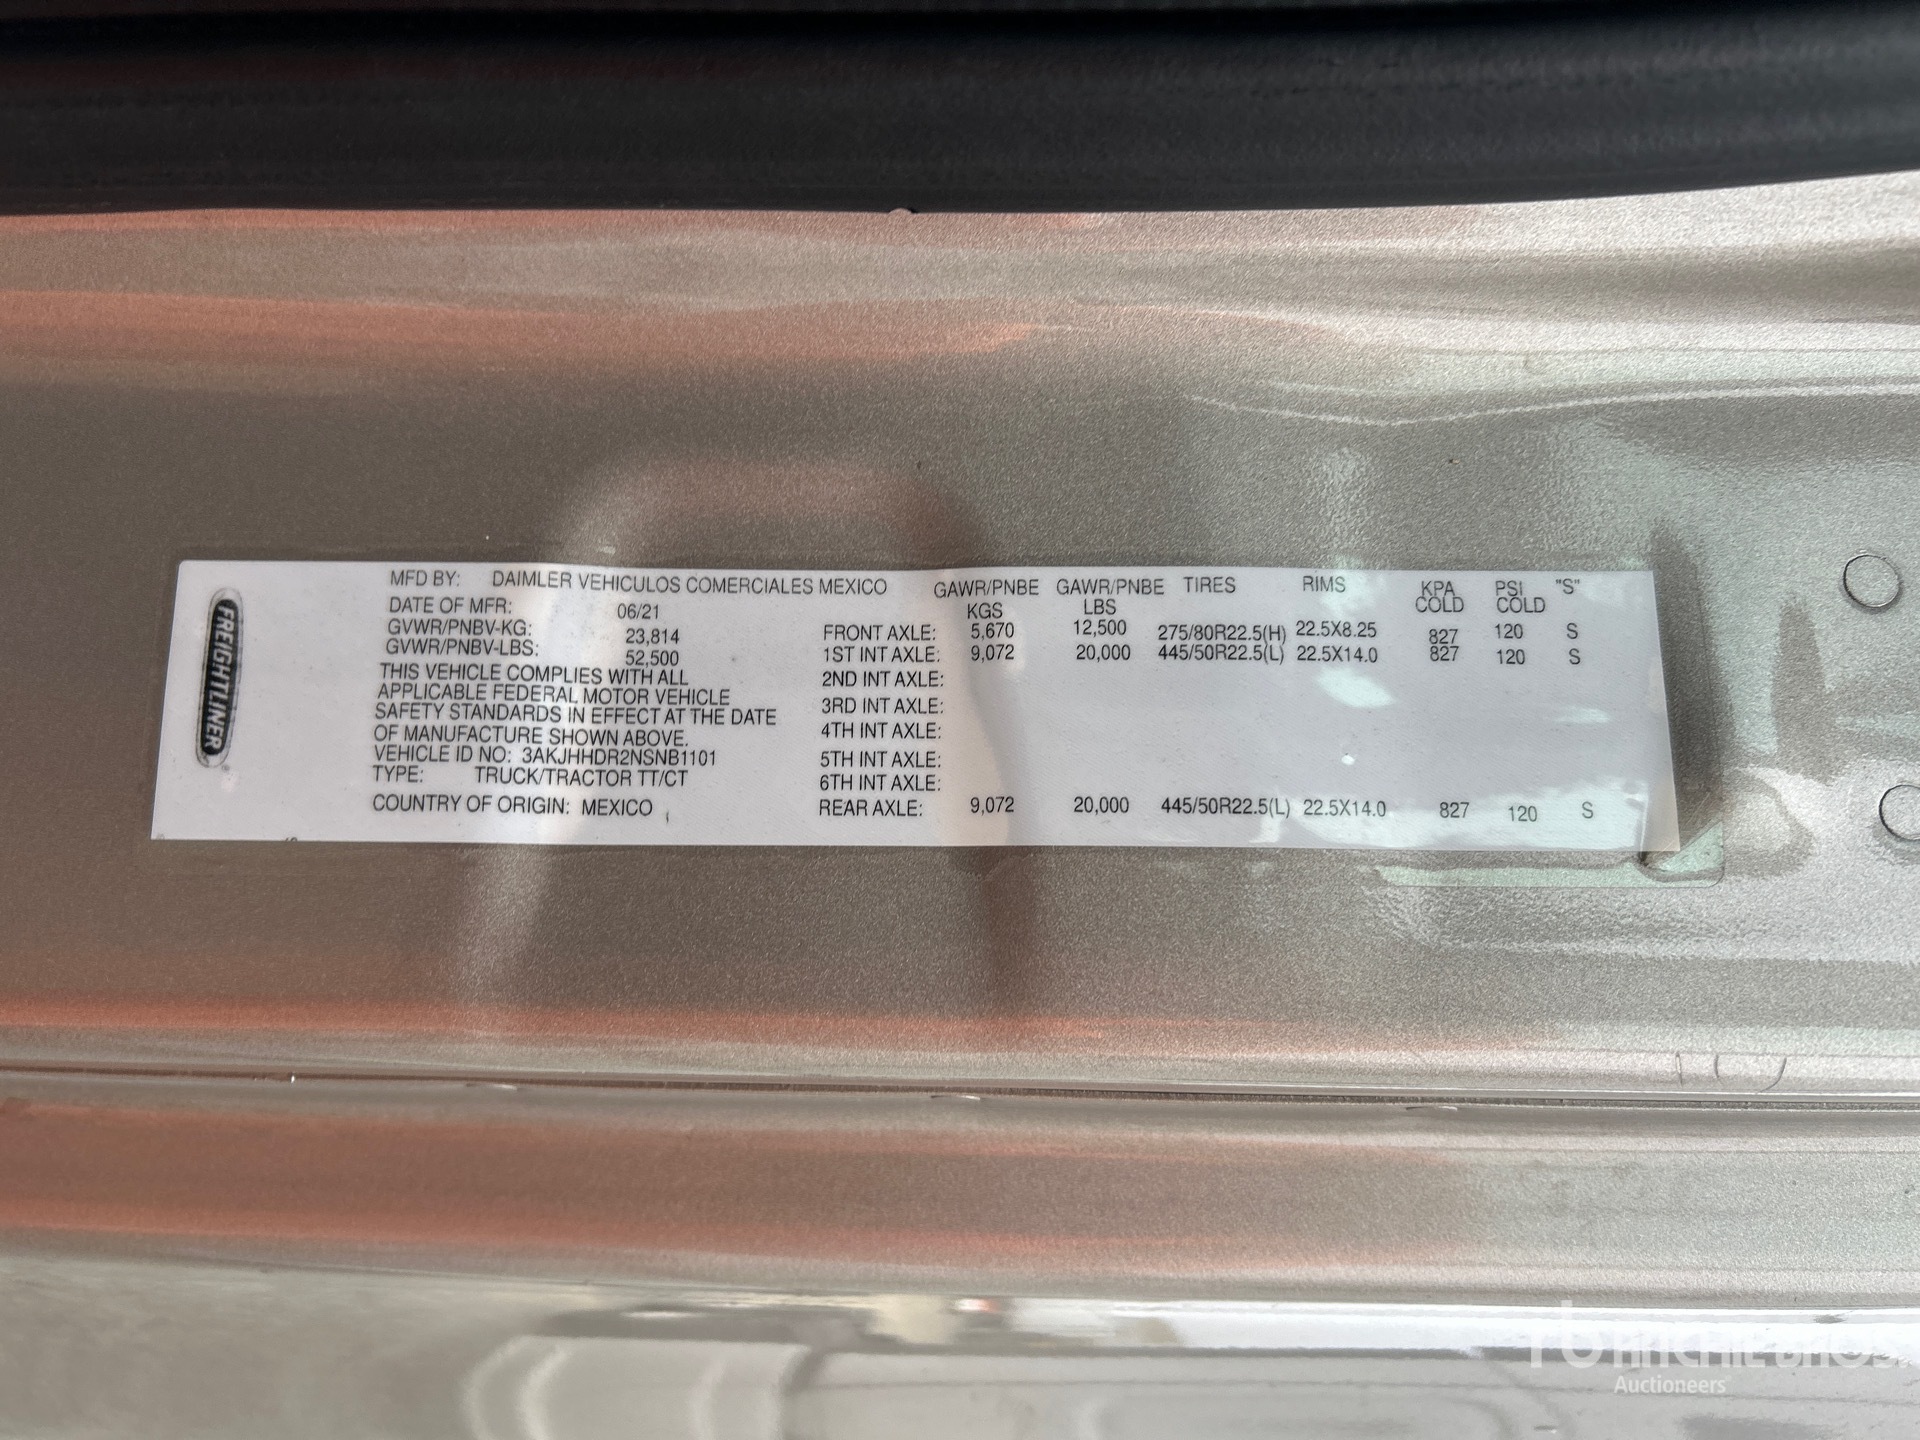 FREIGHTLINER
MFD BY: DAIMLER VEHICULOS COMERCIALES MEXICO
DATE OF MFR: 06/21
GVWR/PNBV-KG: 23,814
GVWR/PNBV-LBS: 52,500
THIS VEHICLE COMPLIES WITH ALL
APPLICABLE FEDERAL MOTOR VEHICLE
SAFETY STANDARDS IN EFFECT AT THE DATE
OF MANUFACTURE SHOWN ABOVE.
VEHICLE ID NO: 3AKJHHDR2NSNB1101
TYPE: TRUCK/TRACTOR TT/CT
COUNTRY OF ORIGIN: MEXICO
GAWR/PNBE GAWR/PNBE TIRES RIMS KPA PSI "S"
KGS LBS COLD COLD
FRONT AXLE: 5,670 12,500 275/80R22.5(H) 22.5X8.25 827 120 S
1ST INT AXLE: 9,072 20,000 445/50R22.5(L) 22.5X14.0 827 120 S
2ND INT AXLE:
3RD INT AXLE:
4TH INT AXLE:
5TH INT AXLE:
6TH INT AXLE:
REAR AXLE: 9,072 20,000 445/50R22.5(L) 22.5X14.0 827 120 S
rb RITCHIE BROS.
Auctioneers